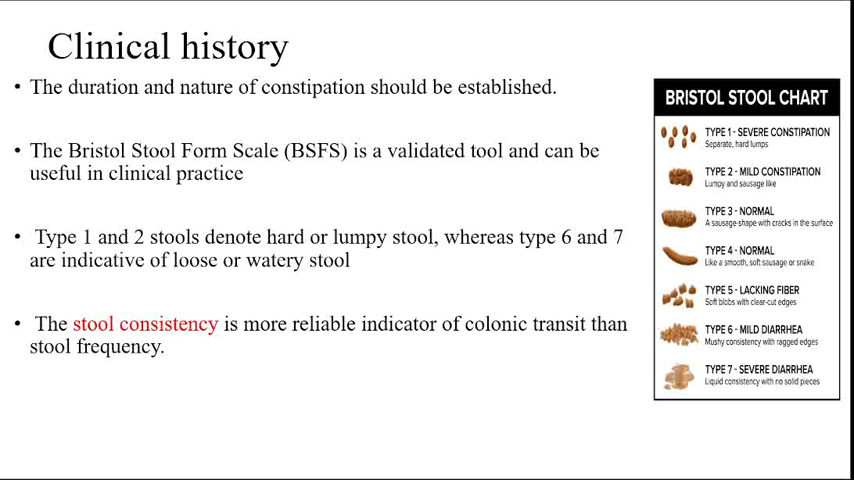 Clinical history
• The duration and nature of constipation should be established.
• The Bristol Stool Form Scale (BSFS) is a validated tool and can be
useful in clinical practice
• Type 1 and 2 stools denote hard or lumpy stool, whereas type 6 and 7
are indicative of loose or watery stool
• The stool consistency is more reliable indicator of colonic transit than
stool frequency.
BRISTOL STOOL CHART
TYPE 1 - SEVERE CONSTIPATION
Separate, hard lumps
TYPE 2 - MILD CONSTIPATION
Lumpy and sausage like
TYPE 3 - NORMAL
A sausage-shape with cracks in the surface
TYPE 4 - NORMAL
Like a smooth, soft sausage or snake
TYPE 5 - LACKING FIBER
Soft blobs with clear-cut edges
TYPE 6 - MILD DIARRHEA
Mushy consistency with ragged edges
TYPE 7 - SEVERE DIARRHEA
Liquid consistency with no solid pieces